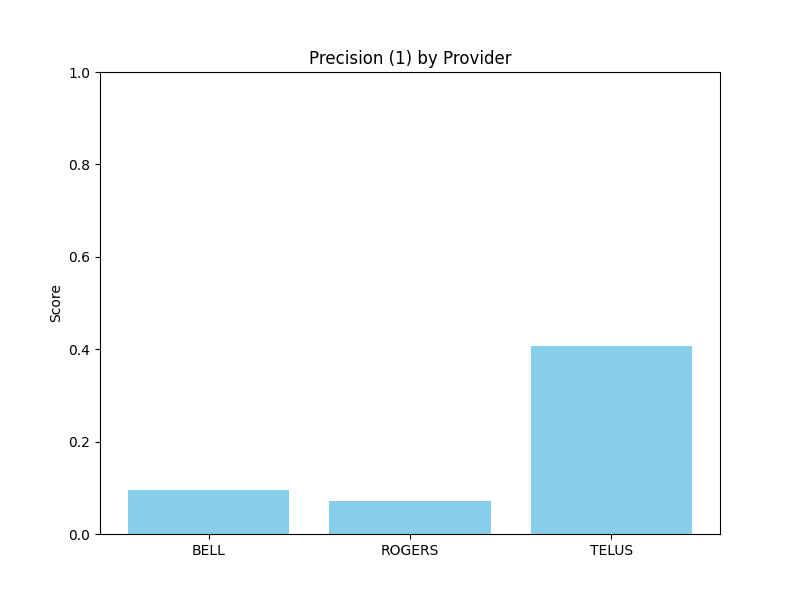 Precision (1) by Provider
1.0
0.8
0.6
0.4
0.2
0.0
Score
BELL
ROGERS
TELUS